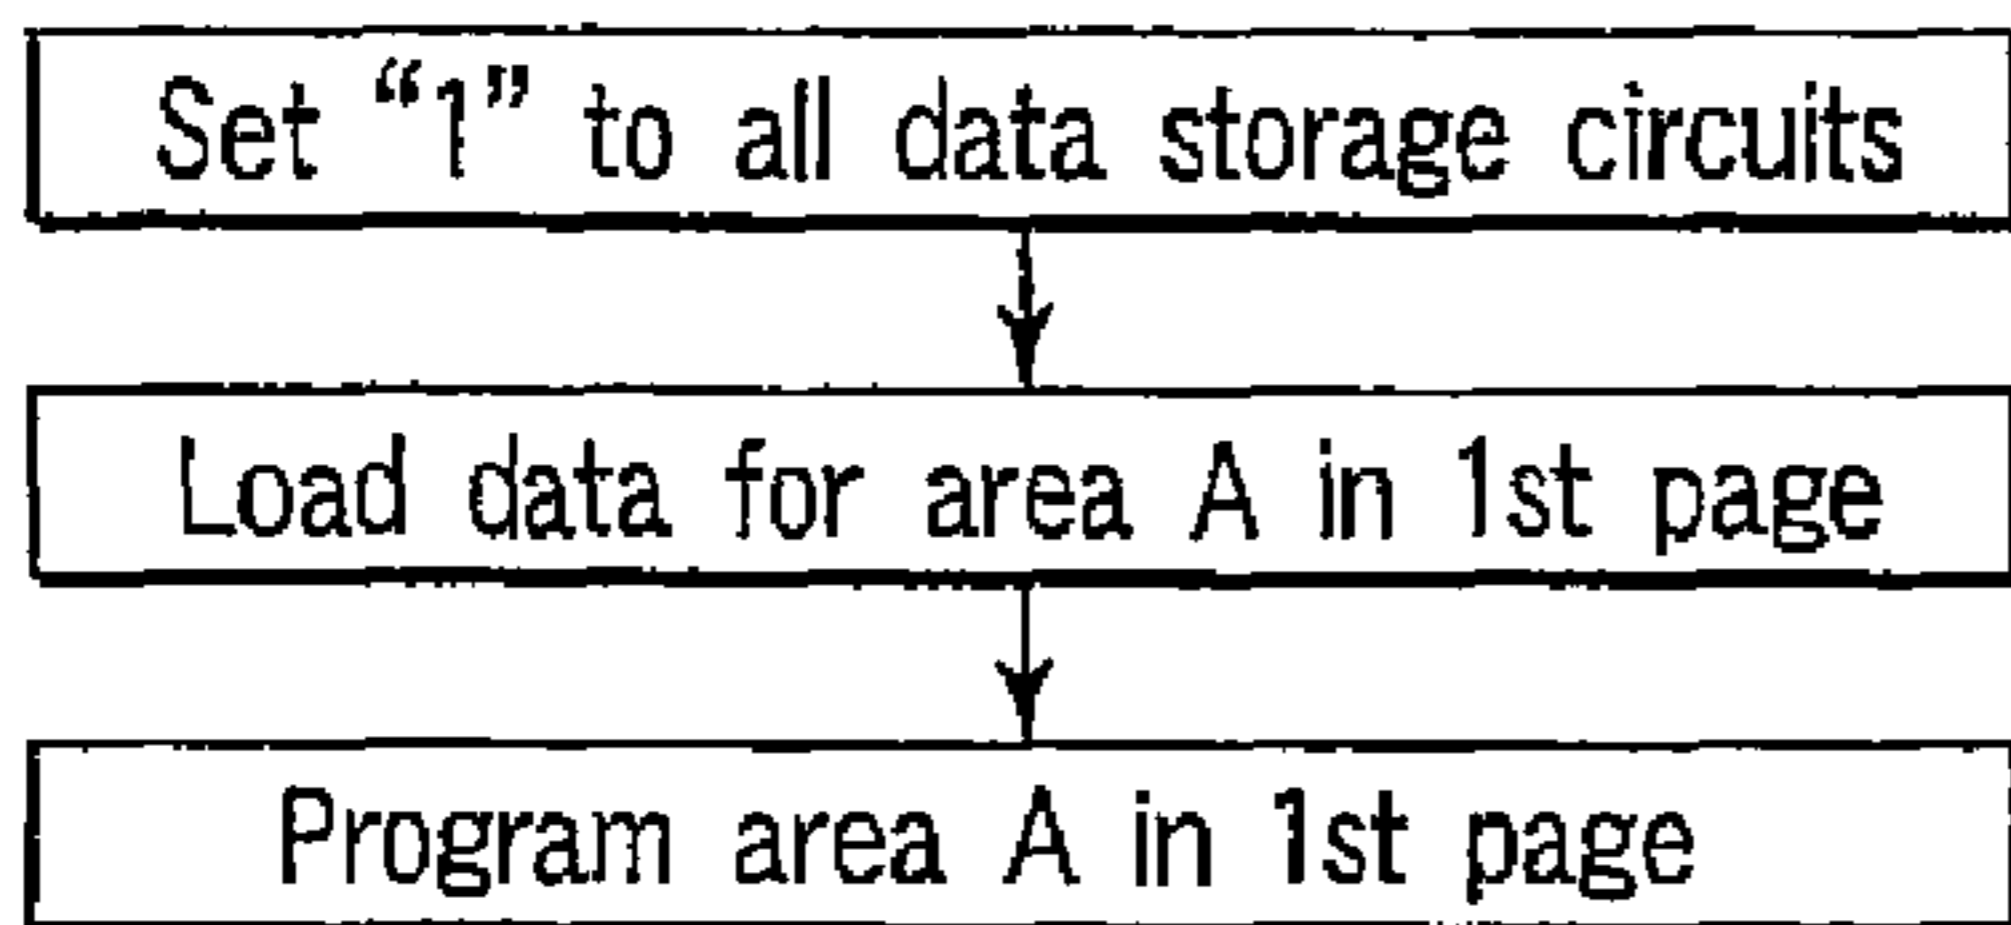 Set “1” to all data storage circuits
Load data for area A in 1st page
Program area A in 1st page